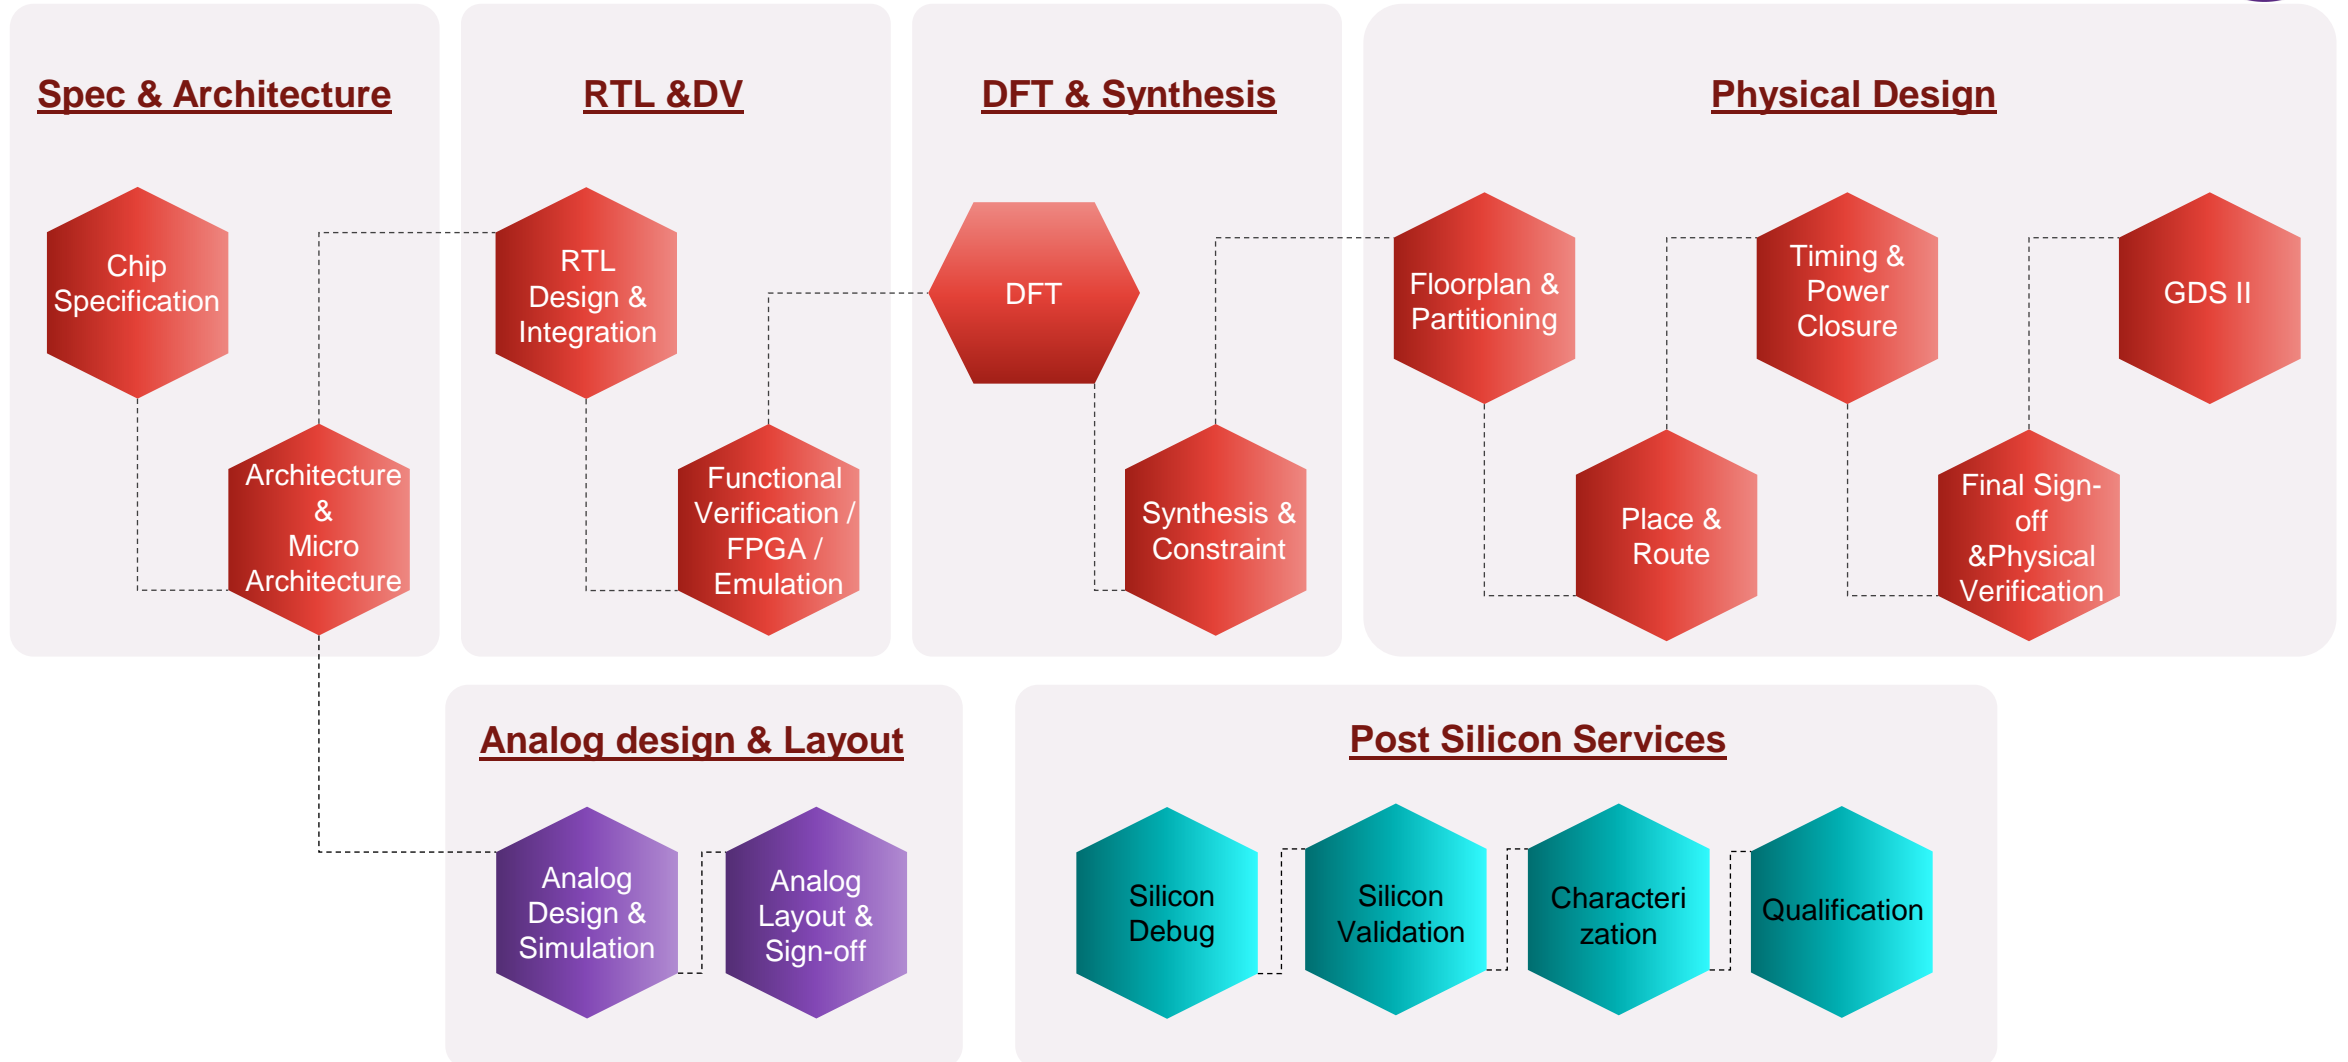 Spec & Architecture
Chip
Specification
Architecture
&
Micro
Architecture
RTL &DV
RTL
Design &
Integration
Functional
Verification /
FPGA /
Emulation
DFT & Synthesis
DFT
Synthesis &
Constraint
Physical Design
Floorplan &
Partitioning
Place &
Route
Timing &
Power
Closure
Final Sign-
off
&Physical
Verification
GDS II
Analog design & Layout
Analog
Design &
Simulation
Analog
Layout &
Sign-off
Post Silicon Services
Silicon
Debug
Silicon
Validation
Characteri
zation
Qualification